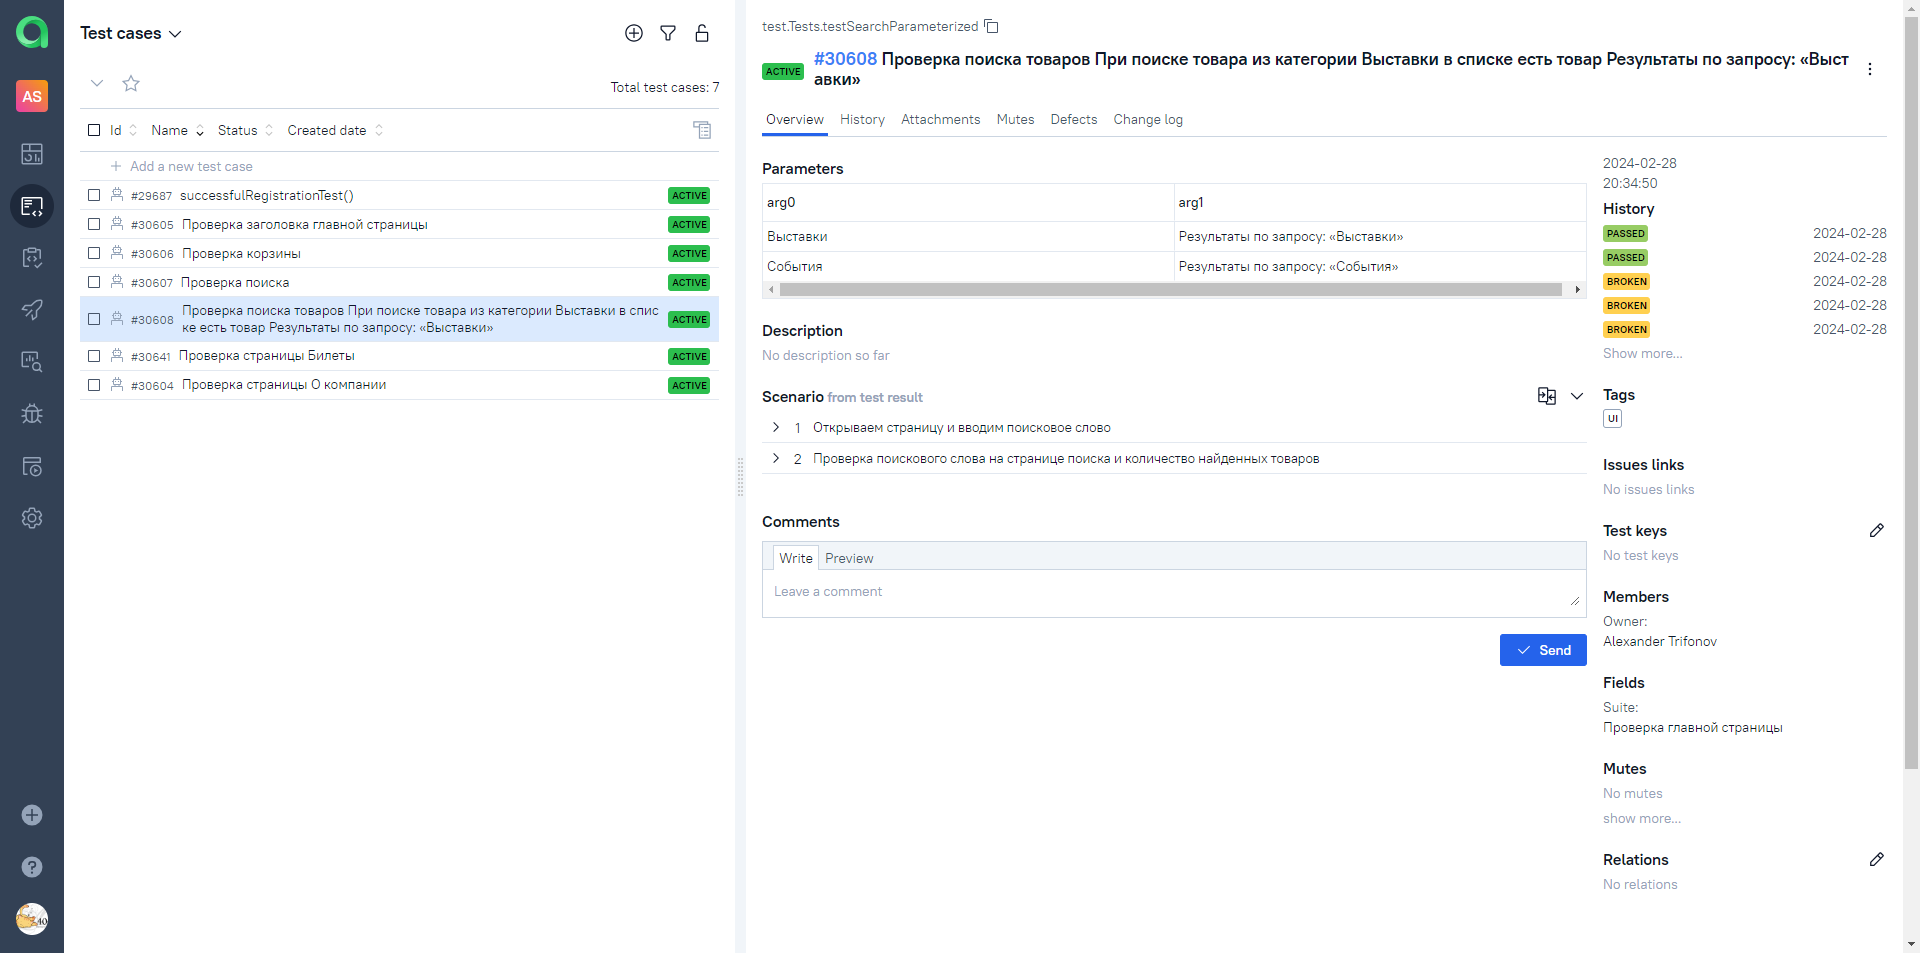 AS
Test cases
Total test cases: 7
Id Name Status Created date
Add a new test case
#29687 successfulRegistrationTest() ACTIVE
#30605 Проверка заголовка главной страницы ACTIVE
#30606 Проверка корзины ACTIVE
#30607 Проверка поиска ACTIVE
#30608 Проверка поиска товаров При поиске товара из категории Выставки в спис
ке есть товар Результаты по запросу: «Выставки» ACTIVE
#30641 Проверка страницы Билеты ACTIVE
#30604 Проверка страницы О компании ACTIVE
test.Tests.testSearchParameterized
ACTIVE #30608 Проверка поиска товаров При поиске товара из категории Выставки в списке есть товар Результаты по запросу: «Выст
авки»
Overview History Attachments Mutes Defects Change log
Parameters
arg0 arg1
Выставки Результаты по запросу: «Выставки»
События Результаты по запросу: «События»
Description
No description so far
Scenario from test result
1 Открываем страницу и вводим поисковое слово
2 Проверка поискового слова на странице поиска и количество найденных товаров
Comments
Write Preview
Leave a comment
Send
2024-02-28
20:34:50
History
PASSED 2024-02-28
PASSED 2024-02-28
BROKEN 2024-02-28
BROKEN 2024-02-28
BROKEN 2024-02-28
Show more...
Tags
UI
Issues links
No issues links
Test keys
No test keys
Members
Owner:
Alexander Trifonov
Fields
Suite:
Проверка главной страницы
Mutes
No mutes
show more...
Relations
No relations